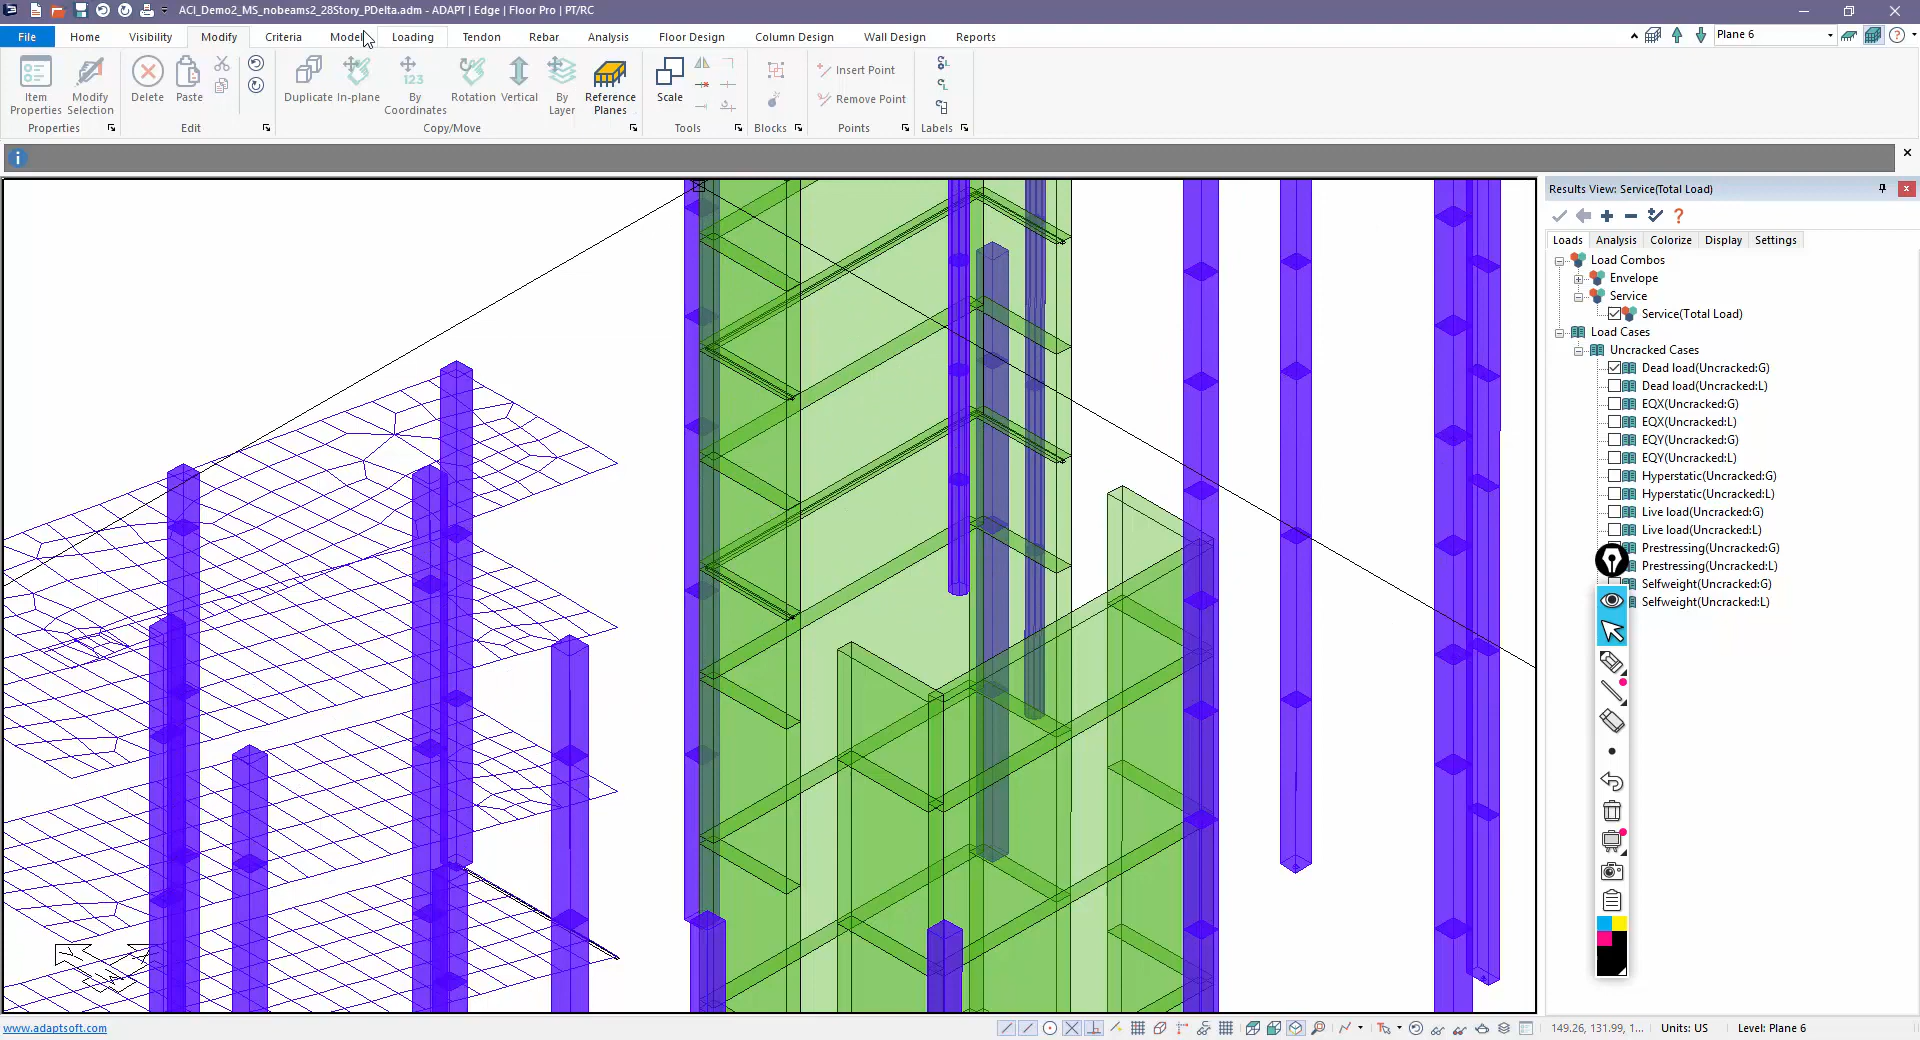 ACI_Demo2_MS_nobeams2_28Story_PDelta.adm - ADAPT | Edge | Floor Pro | PT/RC
File Home Visibility Modify Criteria Model Loading Tendon Rebar Analysis Floor Design Column Design Wall Design Reports
Plane 6
Item Properties
Modify Selection
Delete
Paste
Duplicate
In-plane
By Coordinates
Rotation
Vertical
By Layer
Reference Planes
Scale
Insert Point
Remove Point
Properties Edit Copy/Move Tools Blocks Points Labels
Results View: Service(Total Load)
Loads Analysis Colorize Display Settings
Load Combos
Envelope
Service
Service(Total Load)
Load Cases
Uncracked Cases
Dead load(Uncracked:G)
Dead load(Uncracked:L)
EQX(Uncracked:G)
EQX(Uncracked:L)
EQY(Uncracked:G)
EQY(Uncracked:L)
Hyperstatic(Uncracked:G)
Hyperstatic(Uncracked:L)
Live load(Uncracked:G)
Live load(Uncracked:L)
Prestressing(Uncracked:G)
Prestressing(Uncracked:L)
Selfweight(Uncracked:G)
Selfweight(Uncracked:L)
www.adaptsoft.com
149.26, 131.99, 1... Units: US Level: Plane 6